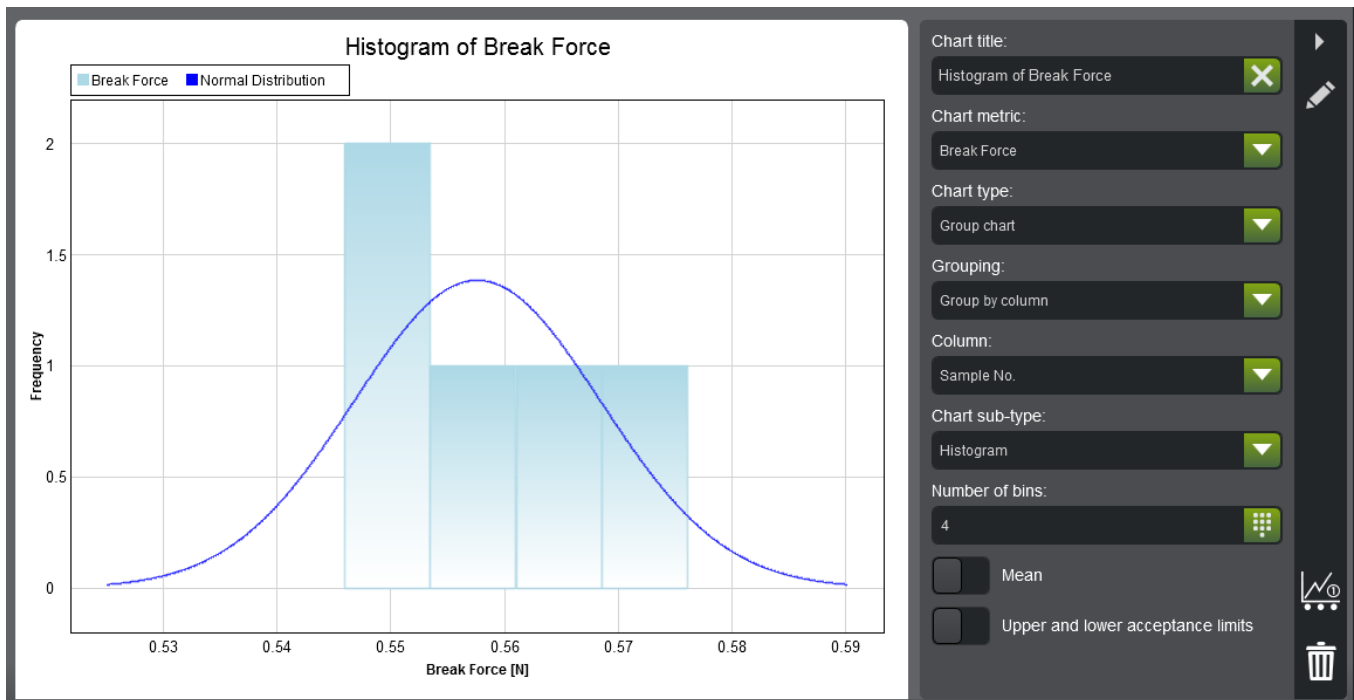 Histogram of Break Force
Break Force Normal Distribution
2
1.5
1
0.5
0
Frequency
0.53 0.54 0.55 0.56 0.57 0.58 0.59
Break Force [N]
Chart title:
Histogram of Break Force
Chart metric:
Break Force
Chart type:
Group chart
Grouping:
Group by column
Column:
Sample No.
Chart sub-type:
Histogram
Number of bins:
4
Mean
Upper and lower acceptance limits
1